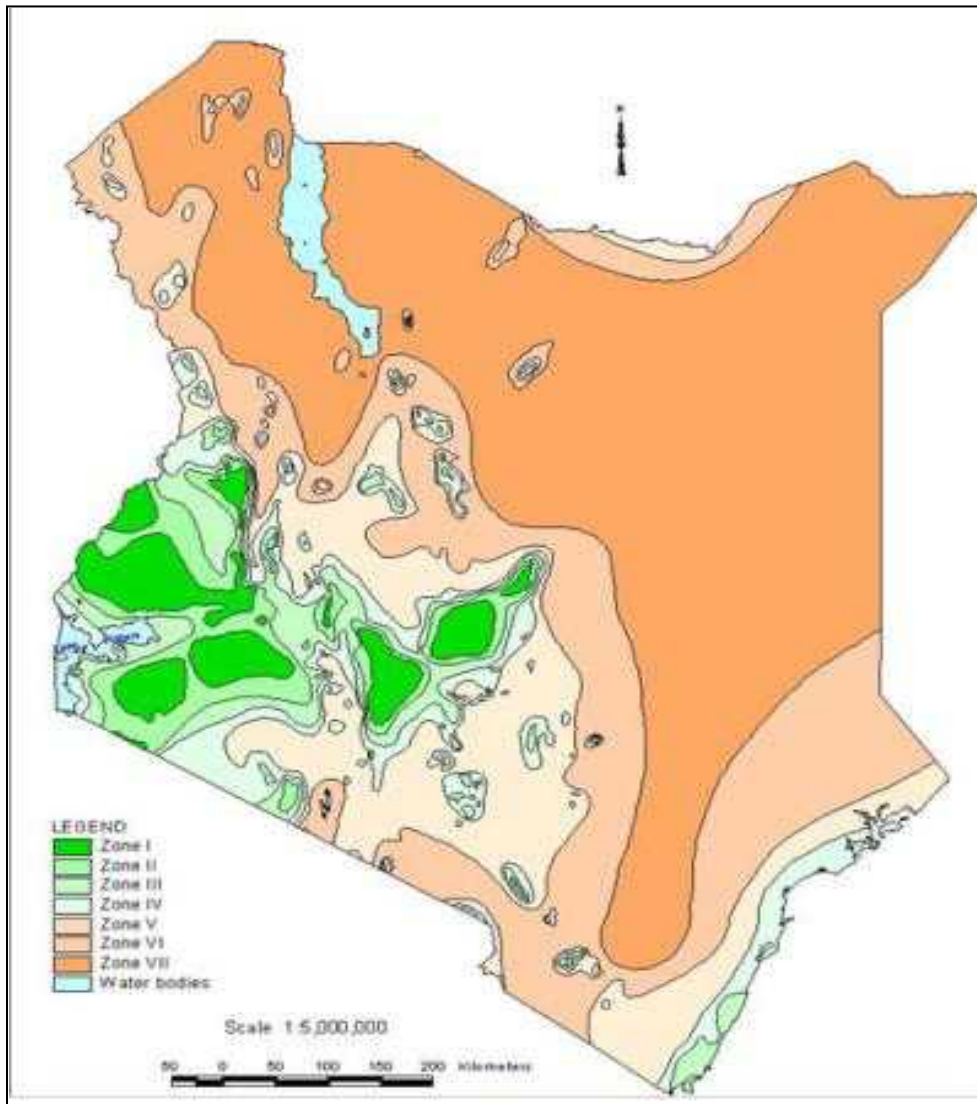 LEGEND
Zone I
Zone II
Zone III
Zone IV
Zone V
Zone VI
Zone VII
Water bodies
Scale 1:5,000,000
50 0 50 100 150 200 Kilometers